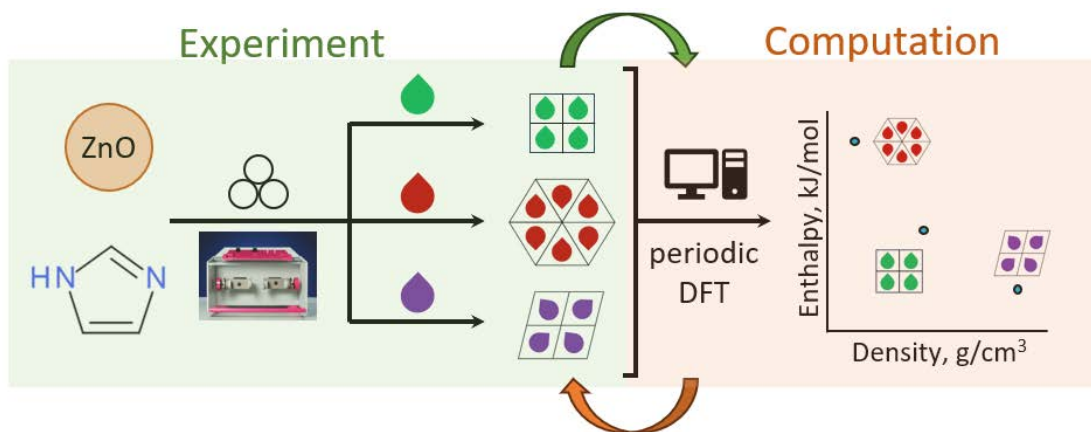 Experiment
Computation
ZnO
HN
N
periodic
DFT
Enthalpy, kJ/mol
Density, g/cm³